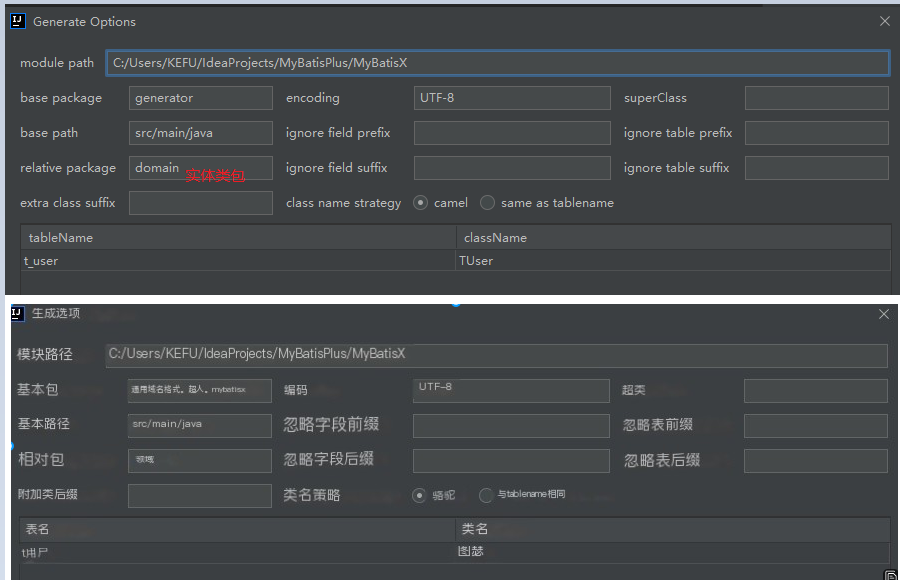 Generate Options
module path C:/Users/KEFU/IdeaProjects/MyBatisPlus/MyBatisX
base package generator encoding UTF-8 superClass
base path src/main/java ignore field prefix ignore table prefix
relative package domain 实体类包 ignore field suffix ignore table suffix
extra class suffix class name strategy camel same as tablename
tableName className
t_user TUser
生成选项
模块路径 C:/Users/KEFU/IdeaProjects/MyBatisPlus/MyBatisX
基本包 通用域名格式。超人。mybatisx 编码 UTF-8 超类
基本路径 src/main/java 忽略字段前缀 忽略表前缀
相对包 领域 忽略字段后缀 忽略表后缀
附加类后缀 类名策略 骆驼 与tablename相同
表名 类名
t用户 图瑟